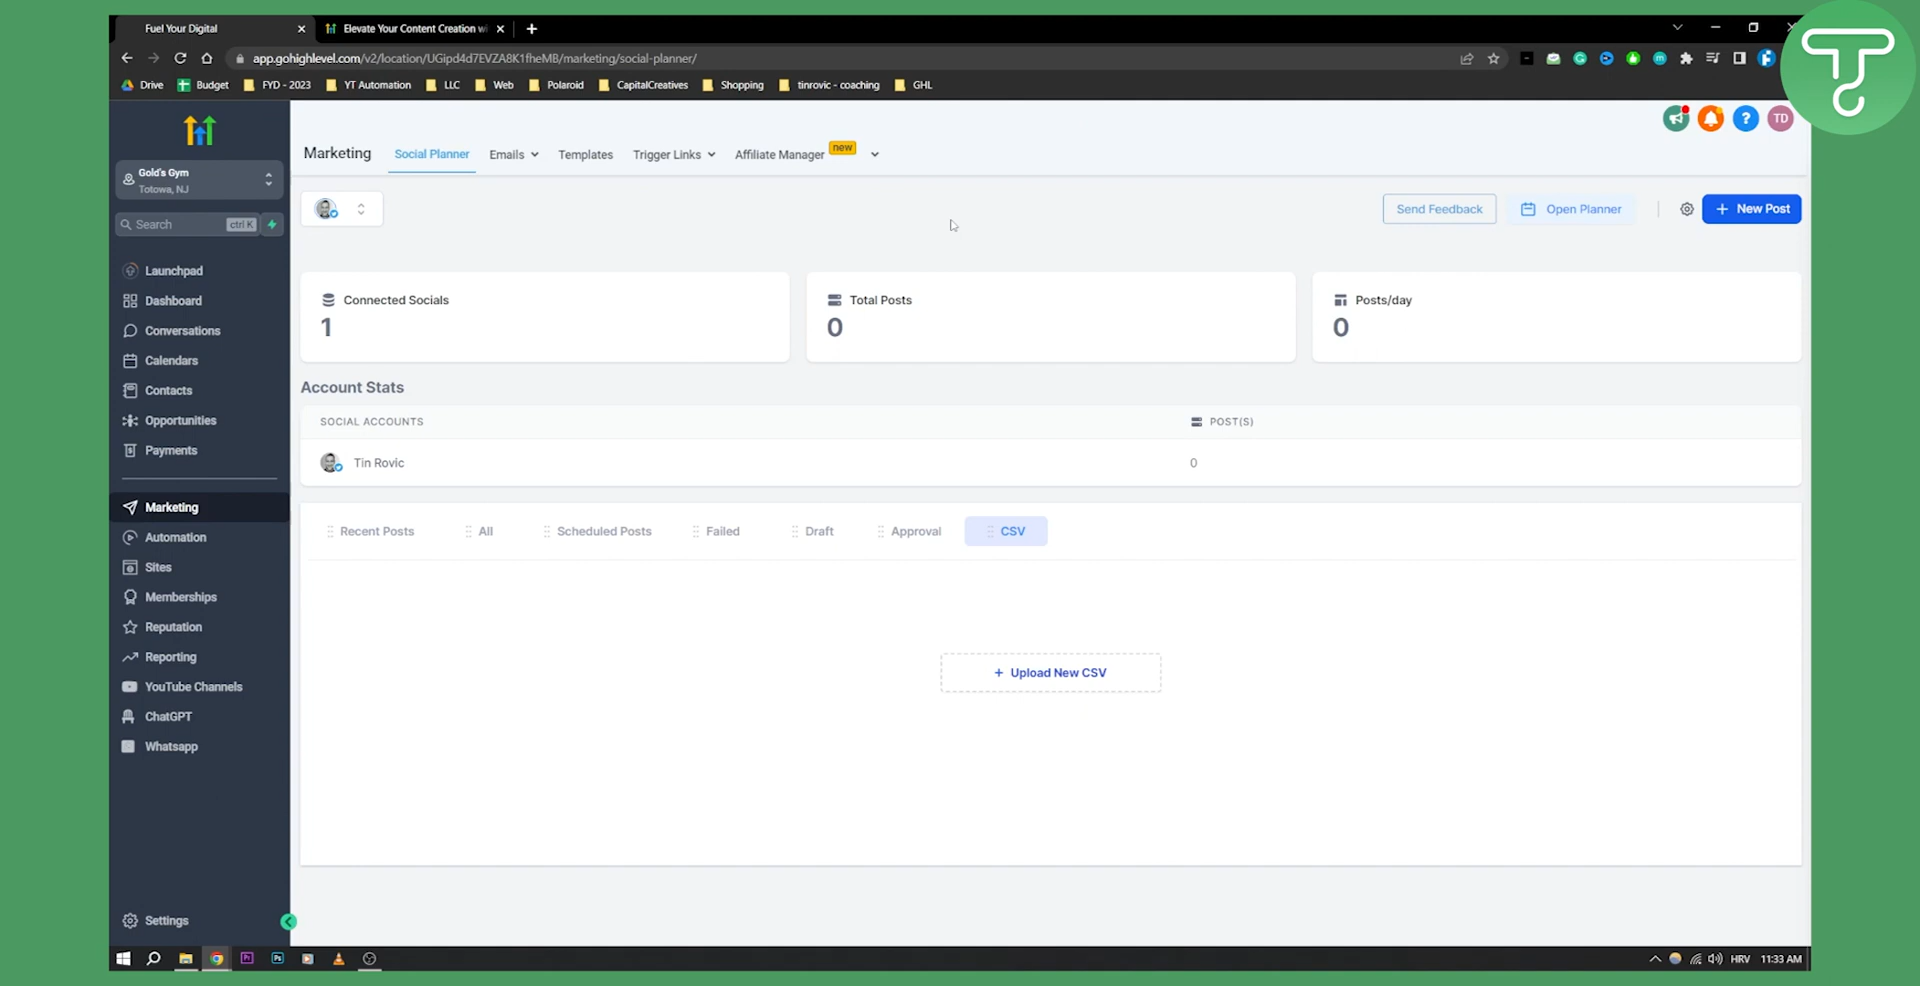 Fuel Your Digital
Elevate Your Content Creation wi
app.gohighlevel.com/v2/location/UGipd4d7EVZA8K1fheMB/marketing/social-planner/
Drive Budget FYD - 2023 YT Automation LLC Web Polaroid CapitalCreatives Shopping tinrovic - coaching GHL
TD
Marketing Social Planner Emails Templates Trigger Links Affiliate Manager new
Gold's Gym
Totowa, NJ
Search ctrl K
Send Feedback Open Planner + New Post
Launchpad
Dashboard
Conversations
Calendars
Contacts
Opportunities
Payments
Marketing
Automation
Sites
Memberships
Reputation
Reporting
YouTube Channels
ChatGPT
Whatsapp
Settings
Connected Socials
1
Total Posts
0
Posts/day
0
Account Stats
SOCIAL ACCOUNTS POST(S)
Tin Rovic 0
Recent Posts All Scheduled Posts Failed Draft Approval CSV
+ Upload New CSV
HRV 11:33 AM